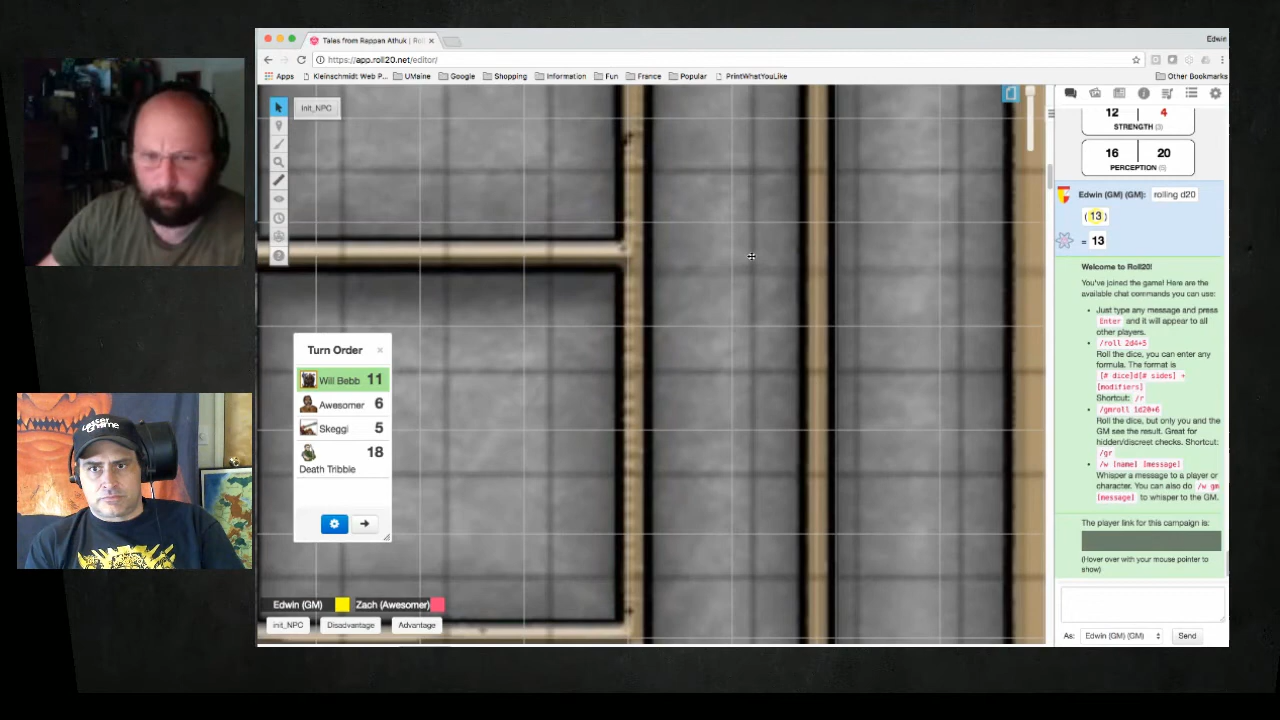 Tales from Rappan Athuk | Roll
Edwin
https://app.roll20.net/editor/
Apps
Kleinschmidt Web P...
UMaine
Google
Shopping
Information
Fun
France
Popular
PrintWhatYouLike
Other Bookmarks
init_NPC
12 4
STRENGTH (3)
16 20
PERCEPTION (5)
Edwin (GM) (GM): rolling d20
(13)
= 13
Welcome to Roll20!
You've joined the game! Here are the
available chat commands you can use:
Just type any message and press
Enter and it will appear to all
other players.
/roll 2d4+5
Roll the dice, you can enter any
formula. The format is
[# dice]d[# sides] +
[modifiers]
Shortcut: /r
/gmroll 1d20+6
Roll the dice, but only you and the
GM see the result. Great for
hidden/discreet checks. Shortcut:
/gr
/w [name] [message]
Whisper a message to a player or
character. You can also do /w gm
[message] to whisper to the GM.
The player link for this campaign is:
(Hover over with your mouse pointer to
show)
As: Edwin (GM) (GM) Send
Turn Order ×
Will Bebb 11
Awesomer 6
Skeggi 5
18
Death Tribble
Edwin (GM) Zach (Awesomer)
init_NPC Disadvantage Advantage